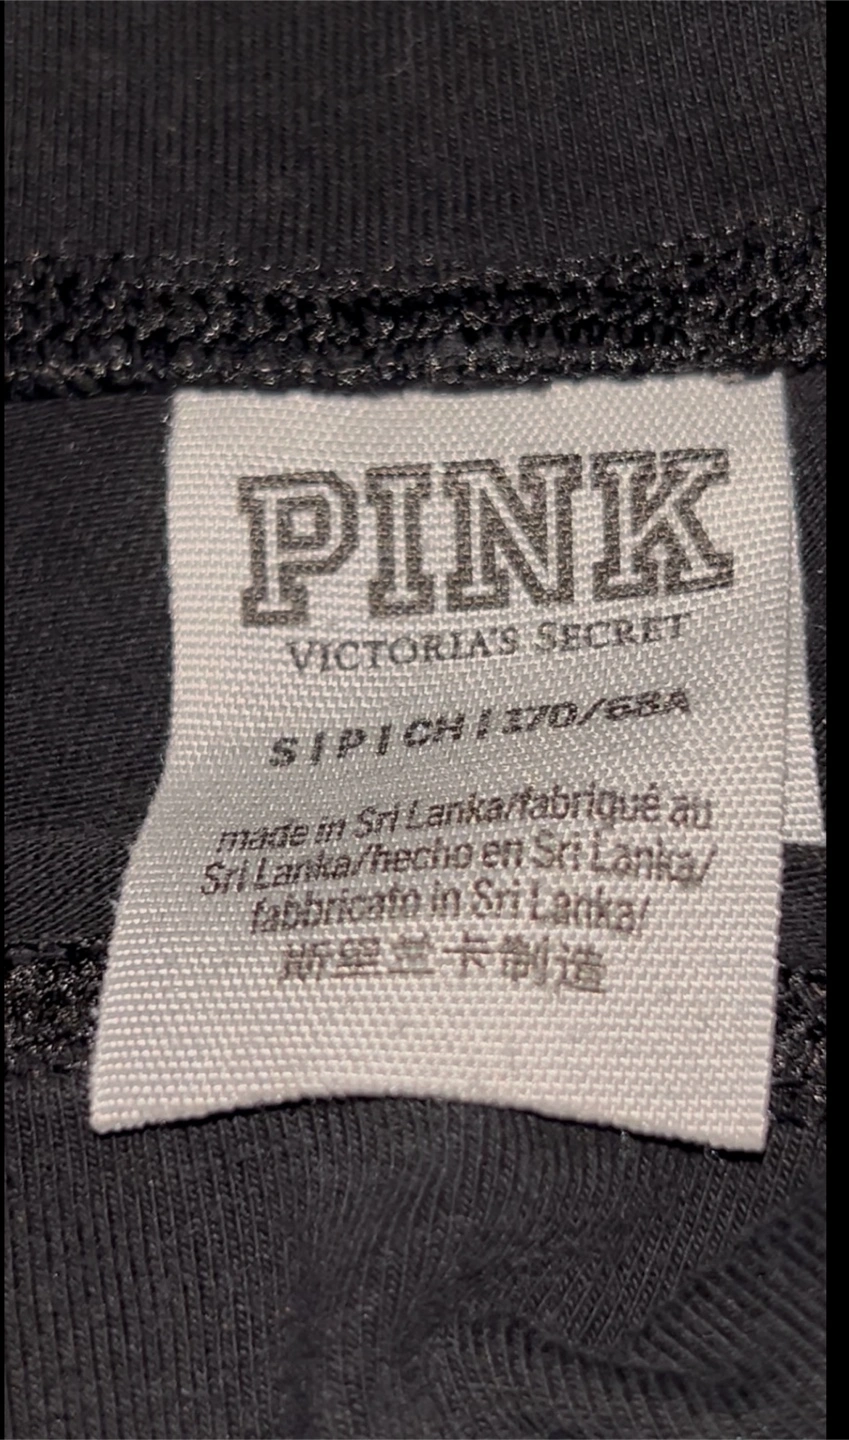 PINK
VICTORIA'S SECRET
S | P | CH | 170/68A
made in Sri Lanka/fabriqué au
Sri Lanka/hecho en Sri Lanka/
fabbricato in Sri Lanka/
斯里兰卡制造